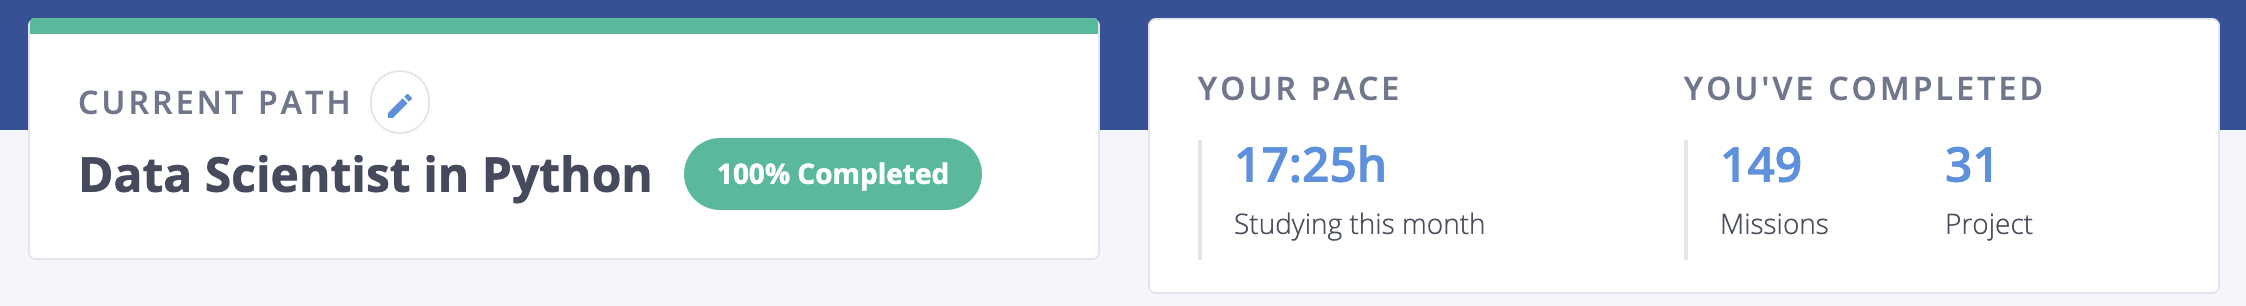 CURRENT PATH
Data Scientist in Python
100% Completed
YOUR PACE
17:25h
Studying this month
YOU'VE COMPLETED
149
Missions
31
Project